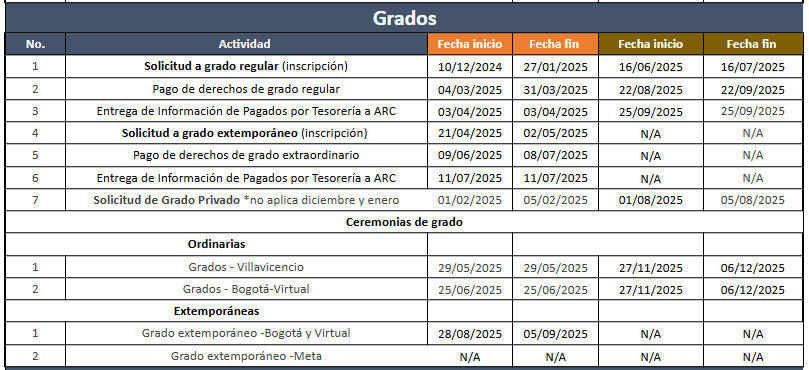 Grados
No. Actividad Fecha inicio Fecha fin Fecha inicio Fecha fin
1 Solicitud a grado regular (inscripción) 10/12/2024 27/01/2025 16/06/2025 16/07/2025
2 Pago de derechos de grado regular 04/03/2025 31/03/2025 22/08/2025 22/09/2025
3 Entrega de Información de Pagados por Tesorería a ARC 03/04/2025 03/04/2025 25/09/2025 25/09/2025
4 Solicitud a grado extemporáneo (inscripción) 21/04/2025 02/05/2025 N/A N/A
5 Pago de derechos de grado extraordinario 09/06/2025 08/07/2025 N/A N/A
6 Entrega de Información de Pagados por Tesorería a ARC 11/07/2025 11/07/2025 N/A N/A
7 Solicitud de Grado Privado *no aplica diciembre y enero 01/02/2025 05/02/2025 01/08/2025 05/08/2025
Ceremonias de grado
Ordinarias
1 Grados - Villavicencio 29/05/2025 29/05/2025 27/11/2025 06/12/2025
2 Grados - Bogotá-Virtual 25/06/2025 25/06/2025 27/11/2025 06/12/2025
Extemporáneas
1 Grado extemporáneo -Bogotá y Virtual 28/08/2025 05/09/2025 N/A N/A
2 Grado extemporáneo -Meta N/A N/A N/A N/A